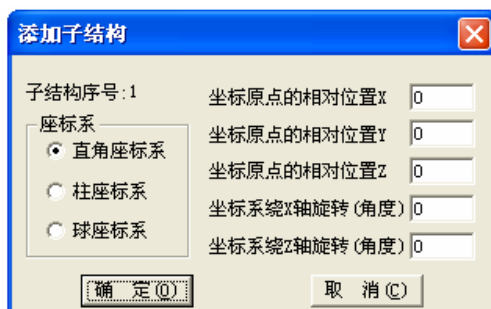 添加子结构
子结构序号:1
座标系
直角座标系
柱座标系
球座标系
坐标原点的相对位置X 0
坐标原点的相对位置Y 0
坐标原点的相对位置Z 0
坐标系绕X轴旋转(角度) 0
坐标系绕Z轴旋转(角度) 0
确 定(O) 取 消(C)